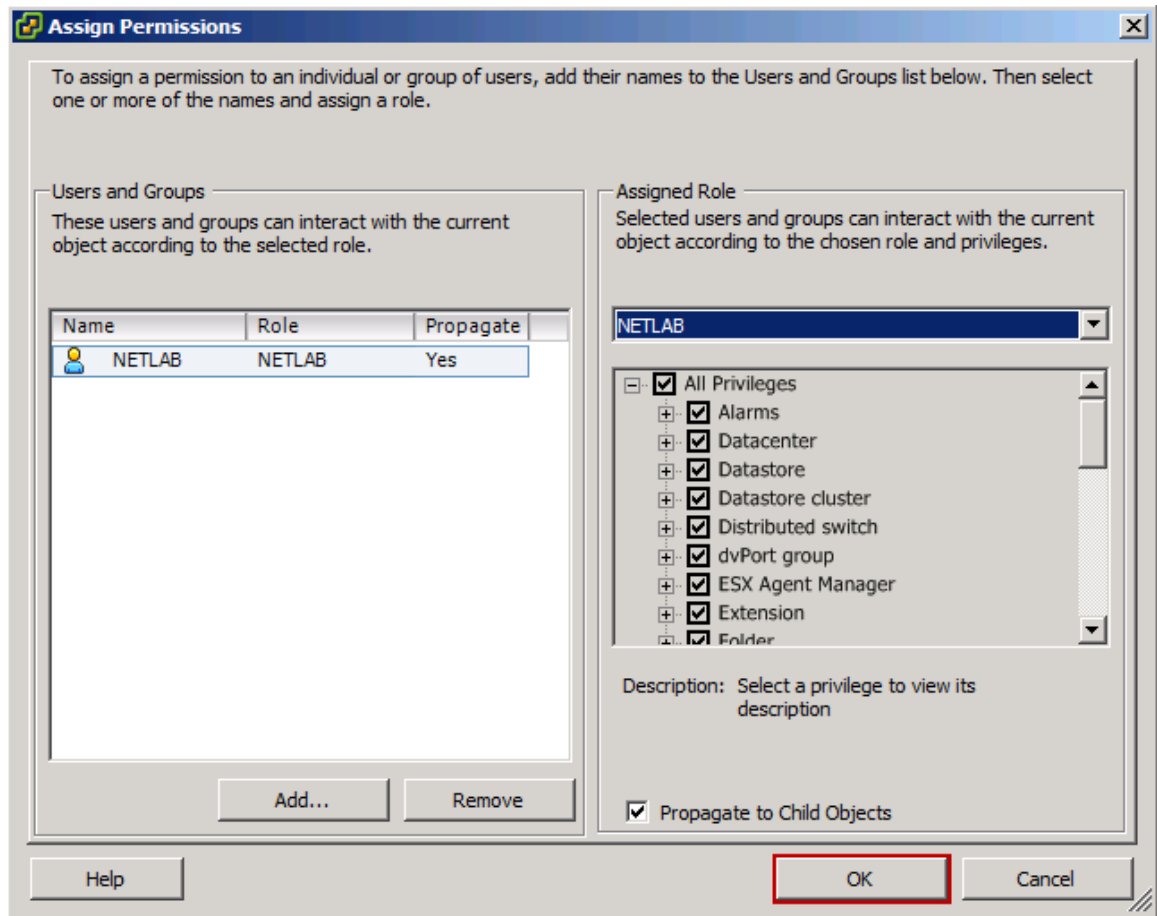 Assign Permissions
To assign a permission to an individual or group of users, add their names to the Users and Groups list below. Then select
one or more of the names and assign a role.
Users and Groups
These users and groups can interact with the current
object according to the selected role.
Name Role Propagate
NETLAB NETLAB Yes
Add...
Remove
Assigned Role
Selected users and groups can interact with the current
object according to the chosen role and privileges.
NETLAB
All Privileges
Alarms
Datacenter
Datastore
Datastore cluster
Distributed switch
dvPort group
ESX Agent Manager
Extension
Folder
Description: Select a privilege to view its
description
Propagate to Child Objects
Help
OK
Cancel